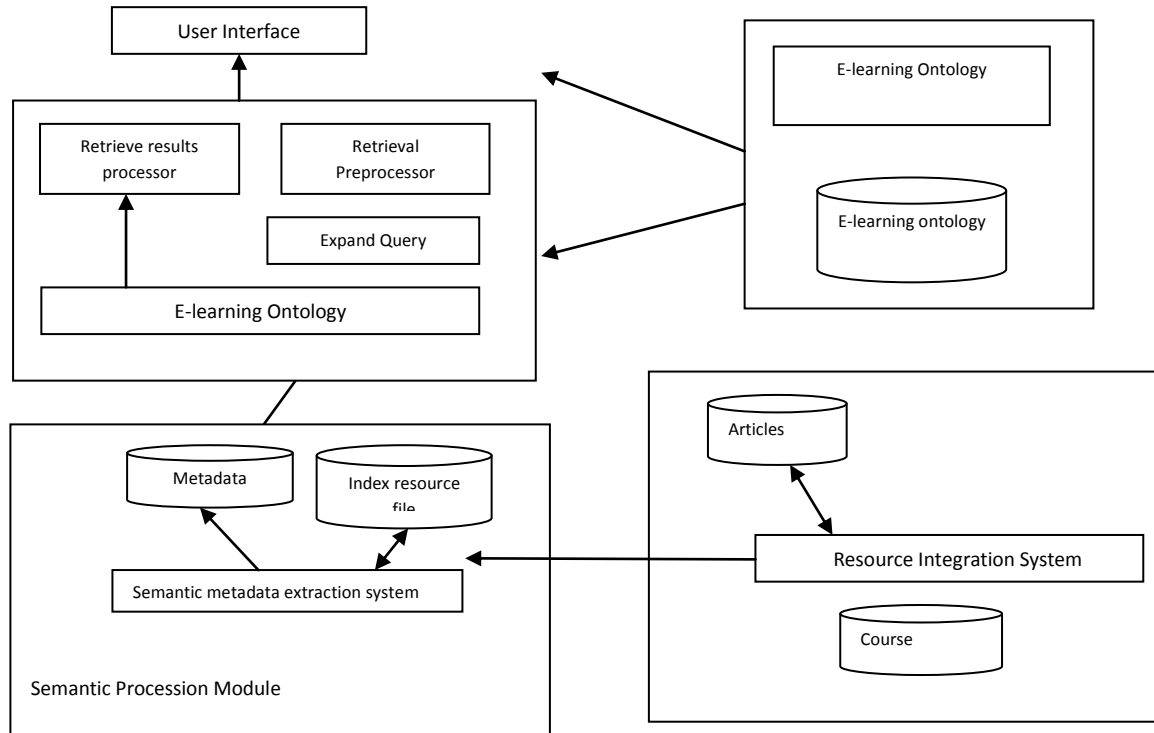 User Interface
E-learning Ontology
Retrieve results
processor
Retrieval
Preprocessor
E-learning ontology
Expand Query
E-learning Ontology
Articles
Metadata
Index resource
file
Resource Integration System
Semantic metadata extraction system
Course
Semantic Procession Module